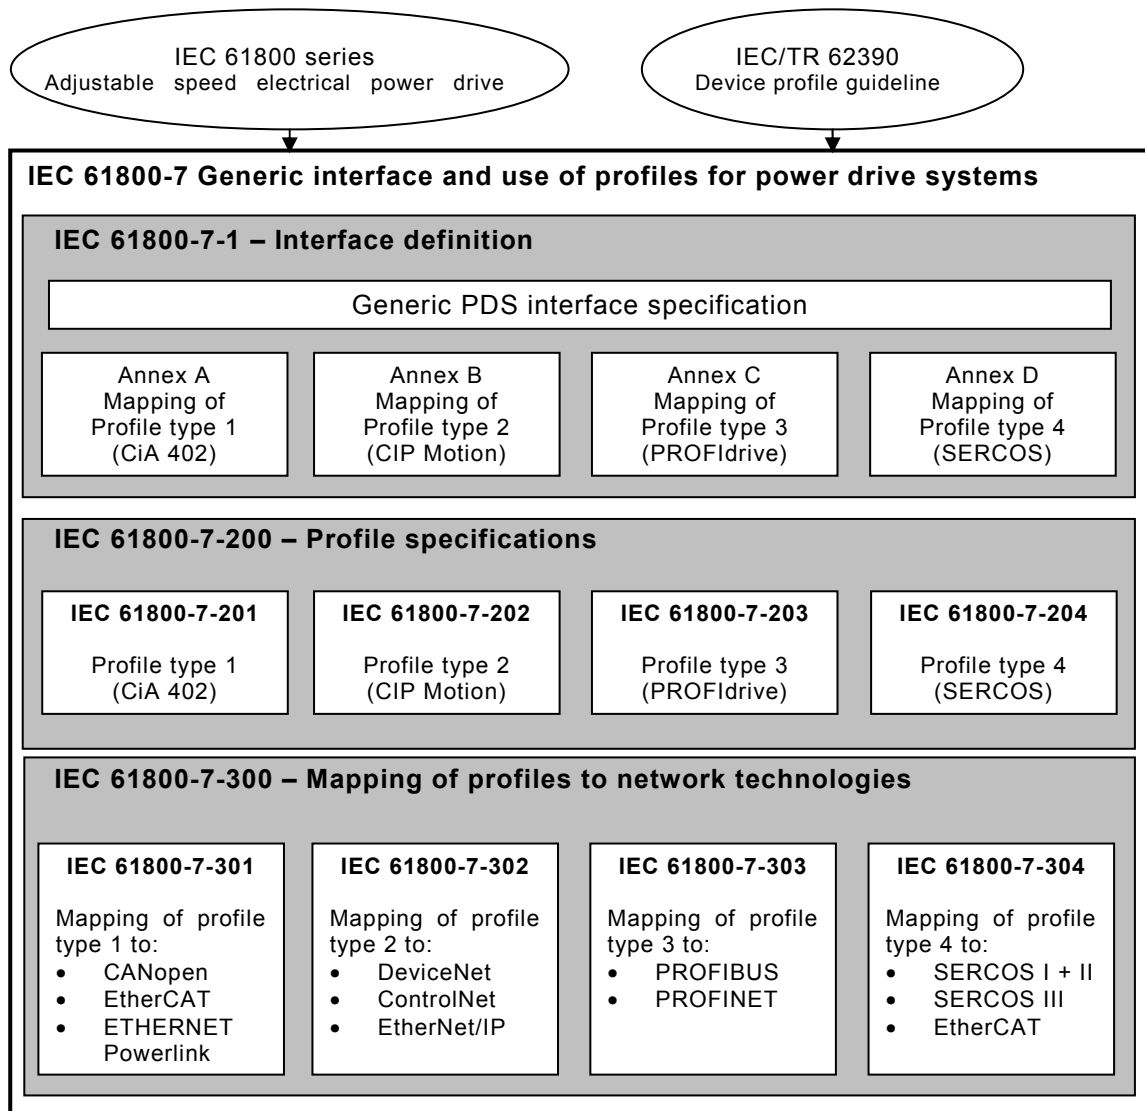 IEC 61800 series
Adjustable speed electrical power drive
IEC/TR 62390
Device profile guideline
IEC 61800-7 Generic interface and use of profiles for power drive systems
IEC 61800-7-1 – Interface definition
Generic PDS interface specification
Annex A
Mapping of
Profile type 1
(CiA 402)
Annex B
Mapping of
Profile type 2
(CIP Motion)
Annex C
Mapping of
Profile type 3
(PROFIdrive)
Annex D
Mapping of
Profile type 4
(SERCOS)
IEC 61800-7-200 – Profile specifications
IEC 61800-7-201
Profile type 1
(CiA 402)
IEC 61800-7-202
Profile type 2
(CIP Motion)
IEC 61800-7-203
Profile type 3
(PROFIdrive)
IEC 61800-7-204
Profile type 4
(SERCOS)
IEC 61800-7-300 – Mapping of profiles to network technologies
IEC 61800-7-301
Mapping of profile
type 1 to:
• CANopen
• EtherCAT
• ETHERNET
Powerlink
IEC 61800-7-302
Mapping of profile
type 2 to:
• DeviceNet
• ControlNet
• EtherNet/IP
IEC 61800-7-303
Mapping of profile
type 3 to:
• PROFIBUS
• PROFINET
IEC 61800-7-304
Mapping of profile
type 4 to:
• SERCOS I + II
• SERCOS III
• EtherCAT